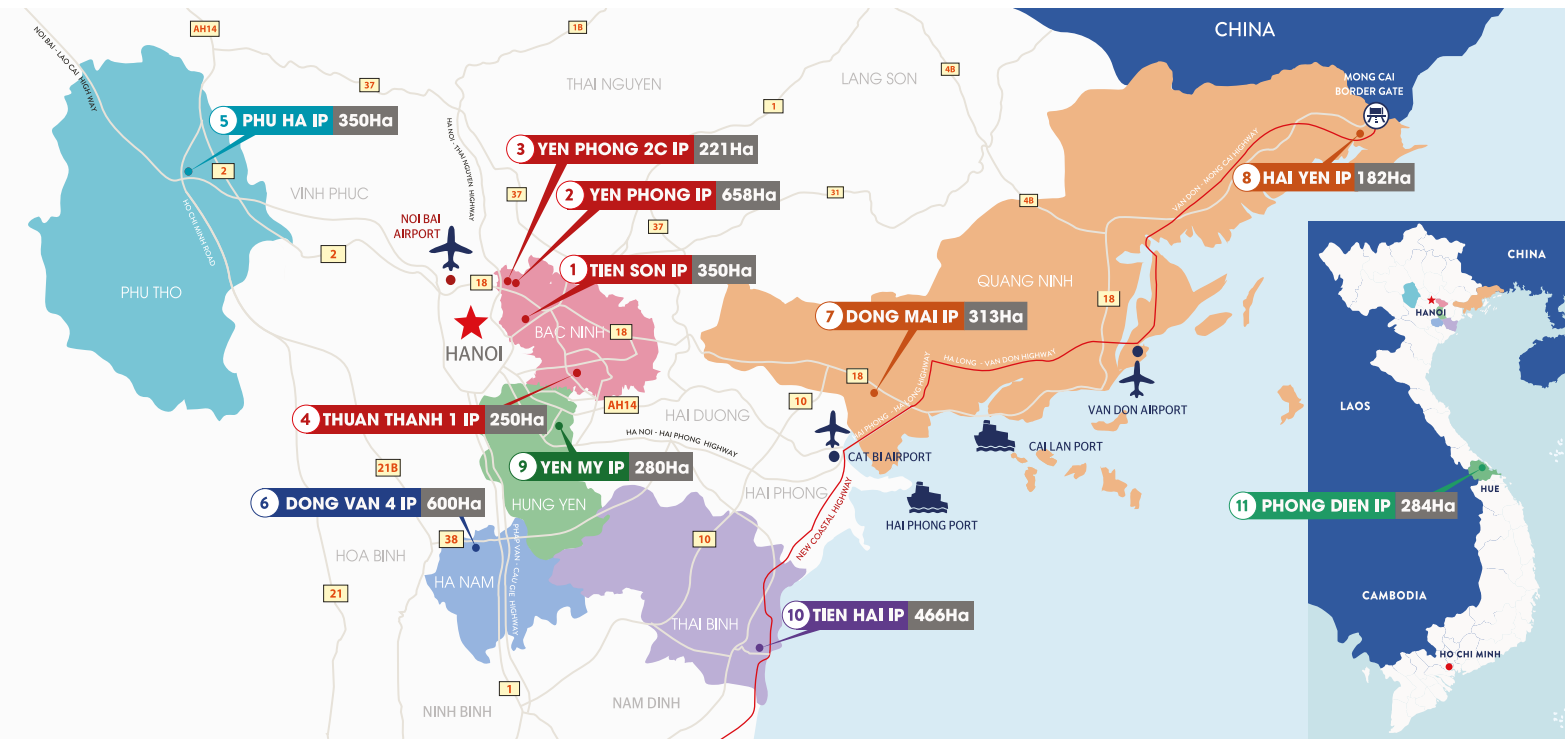 CHINA
NOI BAI - LAO CAI HIGH WAY
AH14
1B
37
THAI NGUYEN
LANG SON
4B
MONG CAI
BORDER GATE
1
5 PHU HA IP 350Ha
HA NOI - THAI NGUYEN HIGHWAY
3 YEN PHONG 2C IP 221Ha
2
VINH PHUC
HO CHI MINH ROAD
37
2 YEN PHONG IP 658Ha
31
4B
VAN DON - MONG CAI HIGHWAY
8 HAI YEN IP 182Ha
NOI BAI
AIRPORT
37
2
18
1 TIEN SON IP 350Ha
PHU THO
QUANG NINH
18
7 DONG MAI IP 313Ha
HANOI
BAC NINH
18
HA LONG - VAN DON HIGHWAY
18
HAI PHONG - HA LONG HIGHWAY
10
VAN DON AIRPORT
4 THUAN THANH 1 IP 250Ha
AH14
HAI DUONG
HA NOI - HAI PHONG HIGHWAY
CAI LAN PORT
CAT BI AIRPORT
21B
9 YEN MY IP 280Ha
6 DONG VAN 4 IP 600Ha
HUNG YEN
HAI PHONG
HAI PHONG PORT
NEW COASTAL HIGHWAY
38
10
HOA BINH
HA NAM
PHAP VAN - CAU GIE HIGHWAY
21
THAI BINH
10 TIEN HAI IP 466Ha
1
NINH BINH
NAM DINH
CHINA
HANOI
LAOS
HUE
11 PHONG DIEN IP 284Ha
CAMBODIA
HO CHI MINH